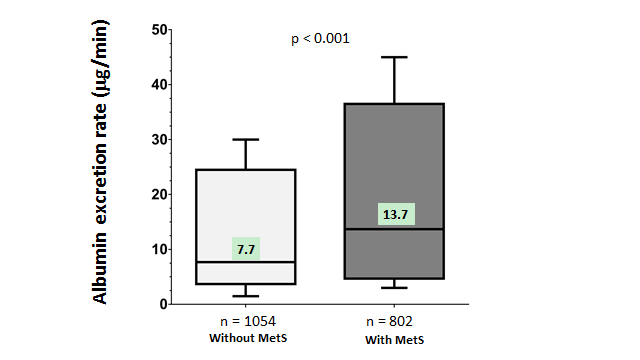 p < 0.001
Albumin excretion rate (µg/min)
50
40
30
20
10
0
7.7
13.7
n = 1054
n = 802
Without MetS
With MetS